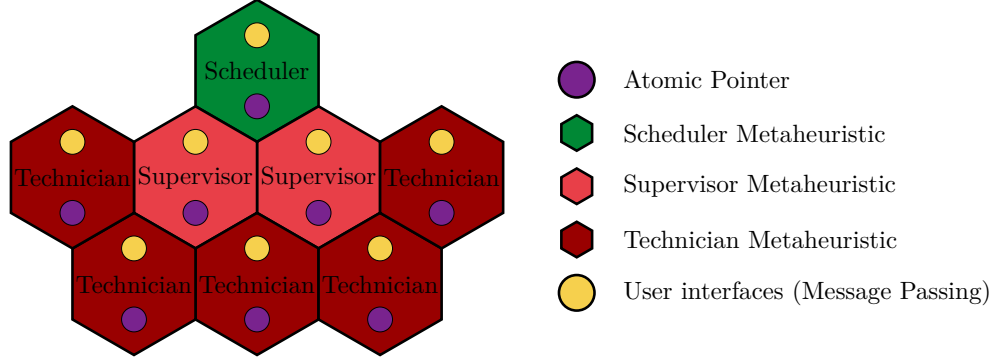 Scheduler
Technician
Supervisor
Supervisor
Technician
Technician
Technician
Technician
Atomic Pointer
Scheduler Metaheuristic
Supervisor Metaheuristic
Technician Metaheuristic
User interfaces (Message Passing)